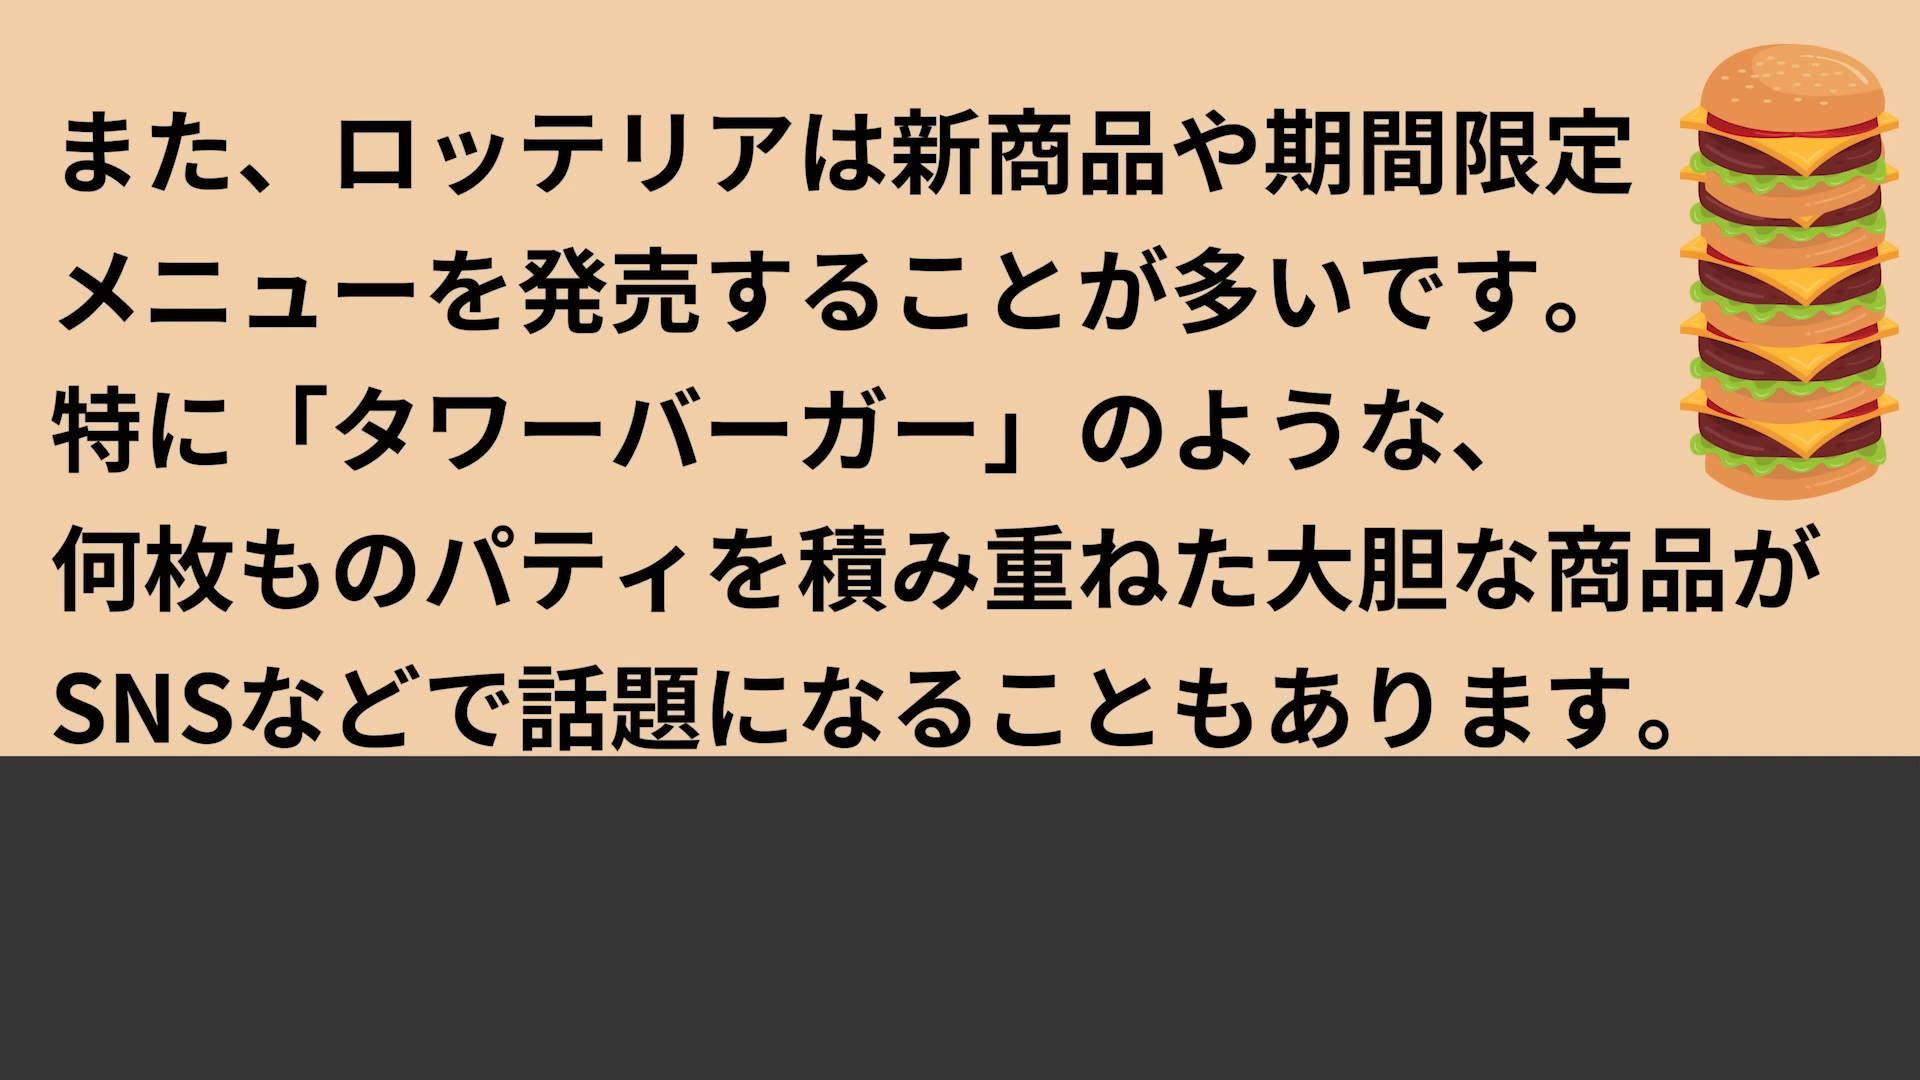 また、ロッテリアは新商品や期間限定
メニューを発売することが多いです。
特に「タワーバーガー」のような、
何枚ものパティを積み重ねた大胆な商品が
SNSなどで話題になることもあります。